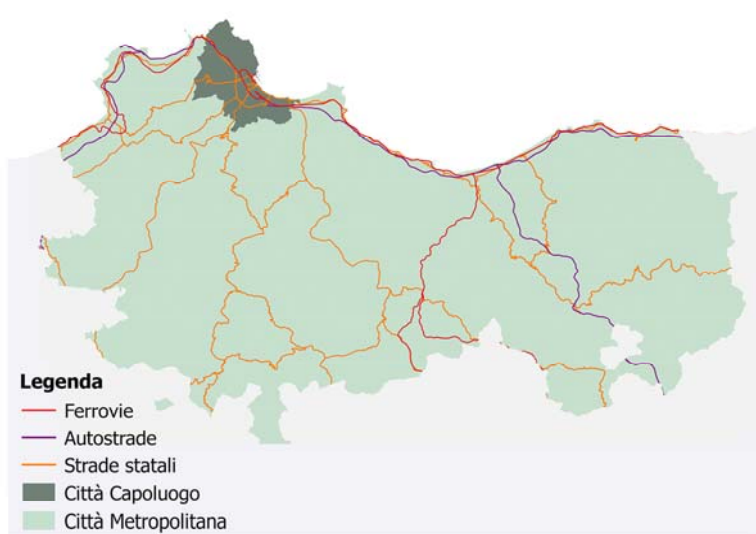 Legenda
Ferrovie
Autostrade
Strade statali
Città Capoluogo
Città Metropolitana